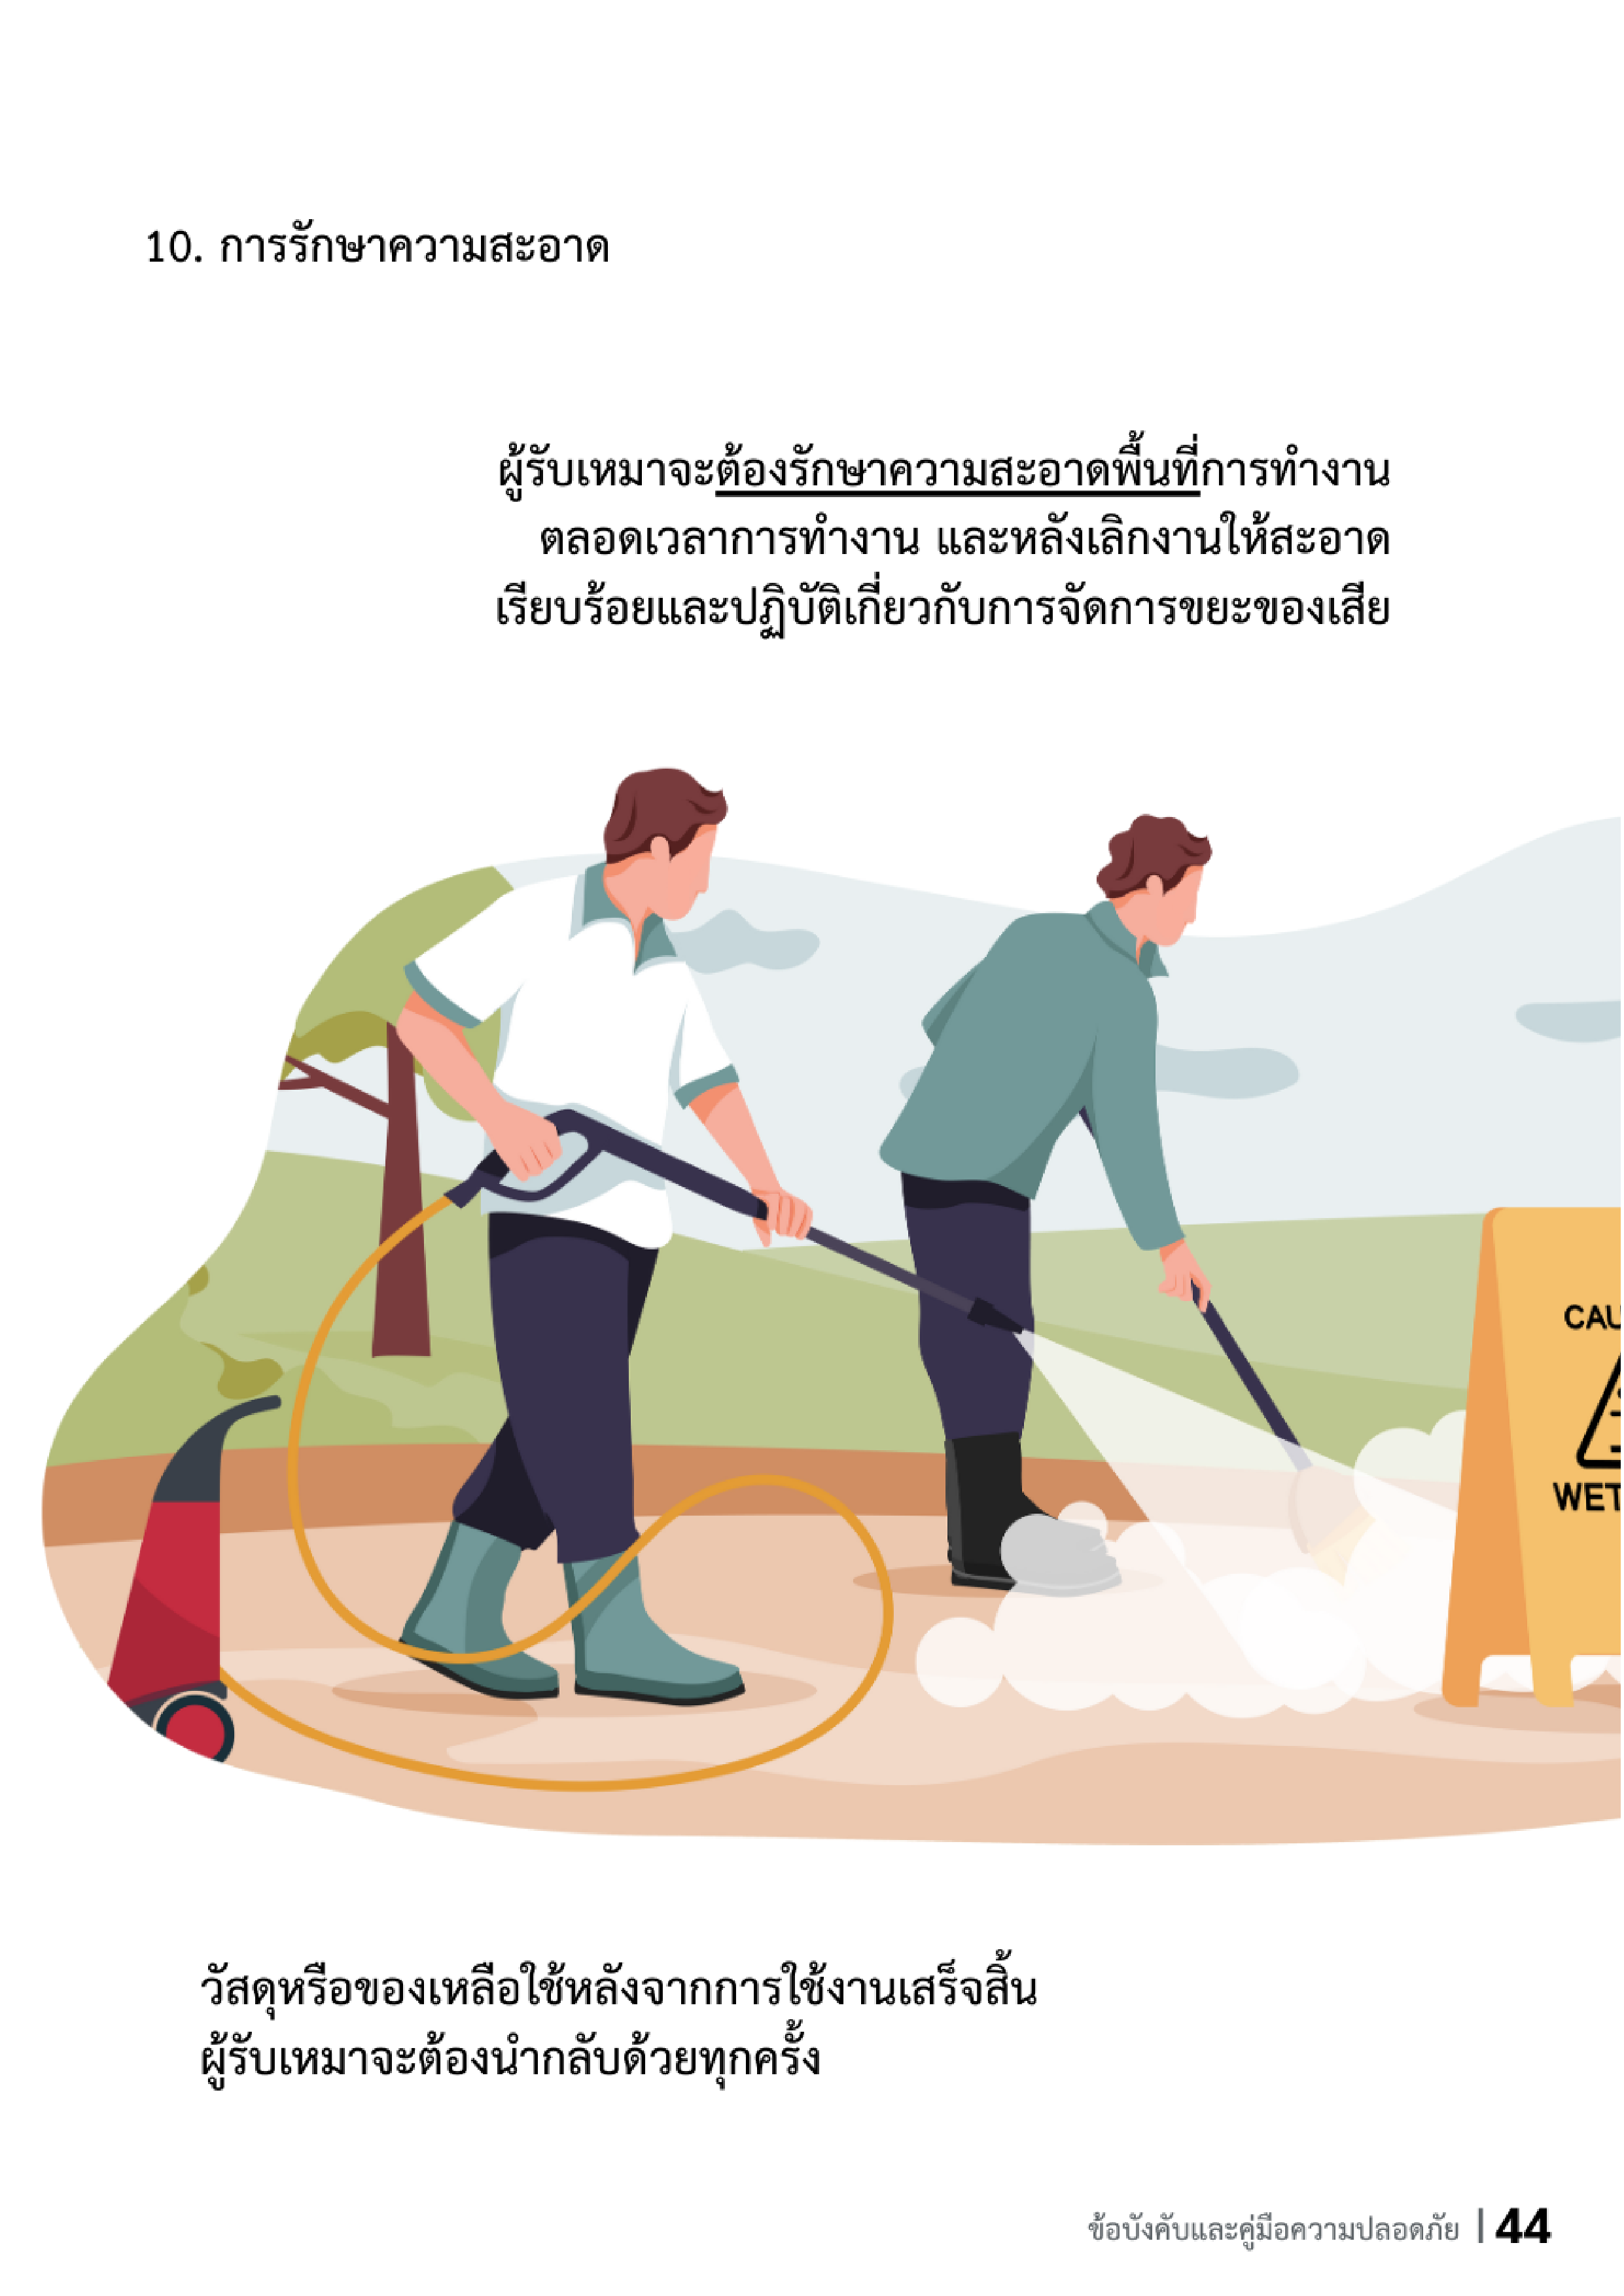 10. การรักษาความสะอาด
ผู้รับเหมาจะต้องรักษาความสะอาดพื้นที่การทำงาน
ตลอดเวลาการทำงาน และหลังเลิกงานให้สะอาด
เรียบร้อยและปฏิบัติเกี่ยวกับการจัดการขยะของเสีย
CAU
WET
วัสดุหรือของเหลือใช้หลังจากการใช้งานเสร็จสิ้น
ผู้รับเหมาจะต้องนำกลับด้วยทุกครั้ง
ข้อบังคับและคู่มือความปลอดภัย | 44